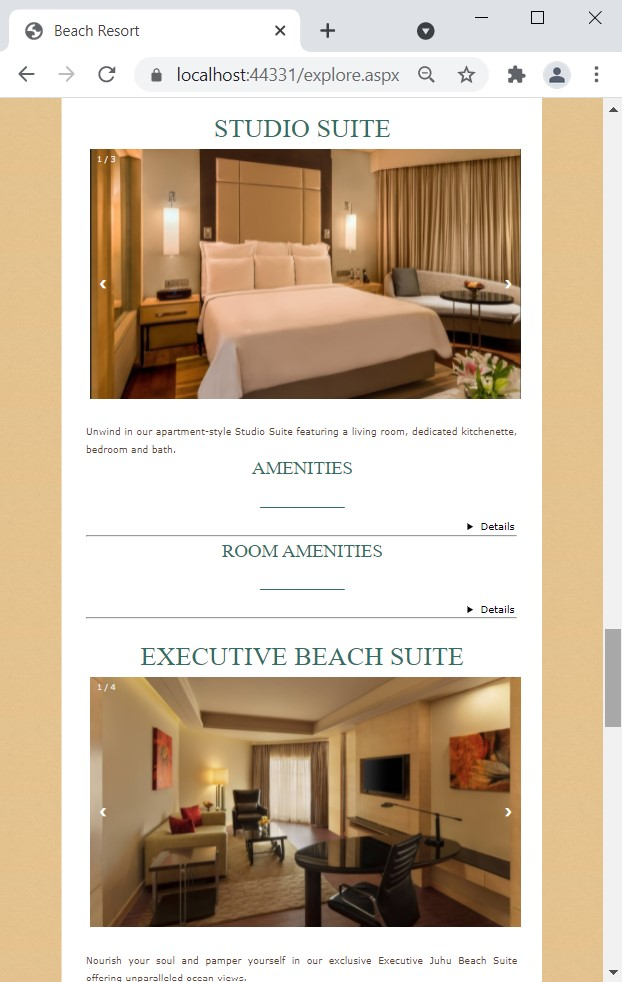 Beach Resort
localhost:44331/explore.aspx
STUDIO SUITE
1 / 3
❮ ❯
Unwind in our apartment-style Studio Suite featuring a living room, dedicated kitchenette,
bedroom and bath.
AMENITIES
▶ Details
ROOM AMENITIES
▶ Details
EXECUTIVE BEACH SUITE
1 / 4
❮ ❯
Nourish your soul and pamper yourself in our exclusive Executive Juhu Beach Suite
offering unparalleled ocean views.